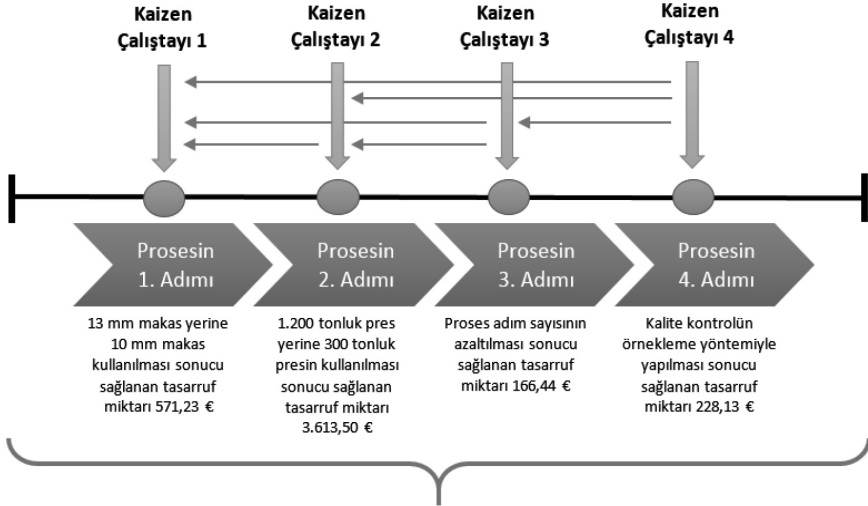 Kaizen
Çalıştayı 1
Kaizen
Çalıştayı 2
Kaizen
Çalıştayı 3
Kaizen
Çalıştayı 4
Prosesin
1. Adımı
Prosesin
2. Adımı
Prosesin
3. Adımı
Prosesin
4. Adımı
13 mm makas yerine
10 mm makas
kullanılması sonucu
sağlanan tasarruf
miktarı 571,23 €
1.200 tonluk pres
yerine 300 tonluk
presin kullanılması
sonucu sağlanan
tasarruf miktarı
3.613,50 €
Proses adım sayısının
azaltılması sonucu
sağlanan tasarruf
miktarı 166,44 €
Kalite kontrolün
örnekleme yöntemiyle
yapılması sonucu
sağlanan tasarruf
miktarı 228,13 €